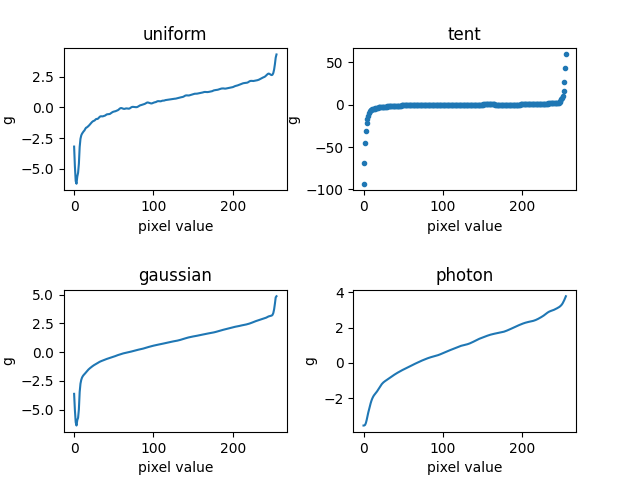 uniform
2.5
0.0
−2.5
−5.0
g
0
100
200
pixel value
tent
50
0
−50
−100
g
0
100
200
pixel value
gaussian
5.0
2.5
0.0
−2.5
−5.0
g
0
100
200
pixel value
photon
4
2
0
−2
g
0
100
200
pixel value